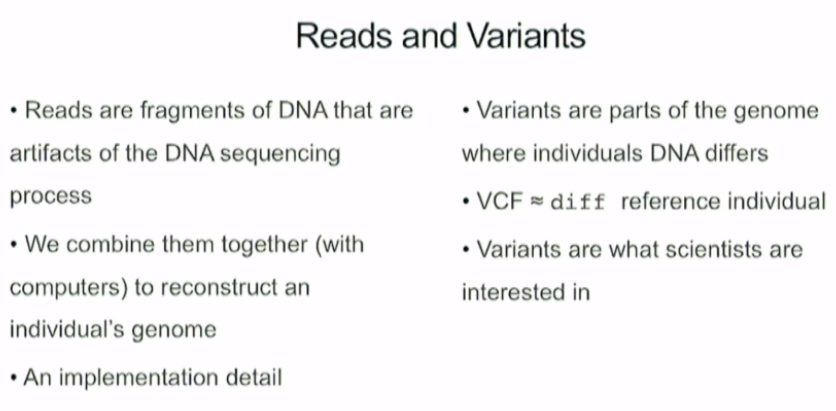 Reads and Variants
• Reads are fragments of DNA that are
artifacts of the DNA sequencing
process
• We combine them together (with
computers) to reconstruct an
individual's genome
• An implementation detail
• Variants are parts of the genome
where individuals DNA differs
• VCF ≈ diff reference individual
• Variants are what scientists are
interested in